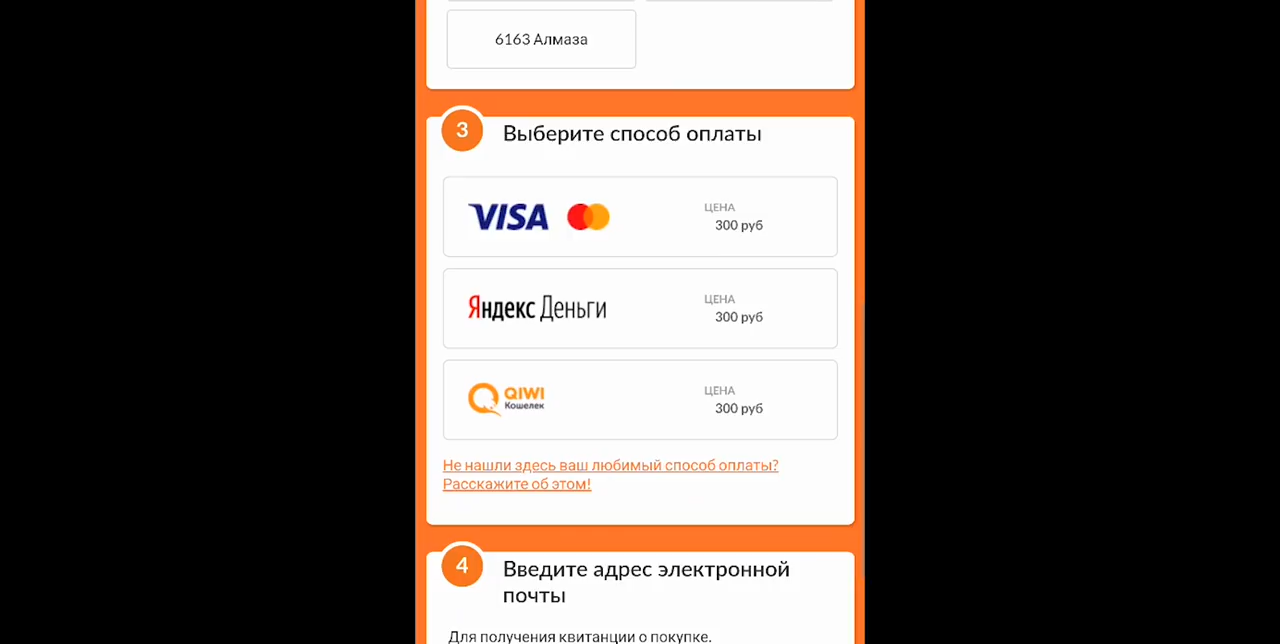 6163 Алмаза
3 Выберите способ оплаты
VISA ЦЕНА
300 руб
Яндекс Деньги ЦЕНА
300 руб
QIWI ЦЕНА
Кошелек 300 руб
Не нашли здесь ваш любимый способ оплаты?
Расскажите об этом!
4 Введите адрес электронной
почты
Для получения квитанции о покупке.